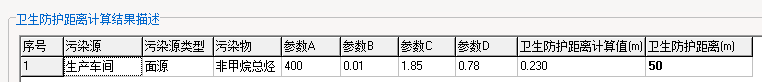 卫生防护距离计算结果描述
序号 污染源 污染源类型 污染物 参数A 参数B 参数C 参数D 卫生防护距离计算值(m) 卫生防护距离(m)
1 生产车间 面源 非甲烷总烃 400 0.01 1.85 0.78 0.230 50